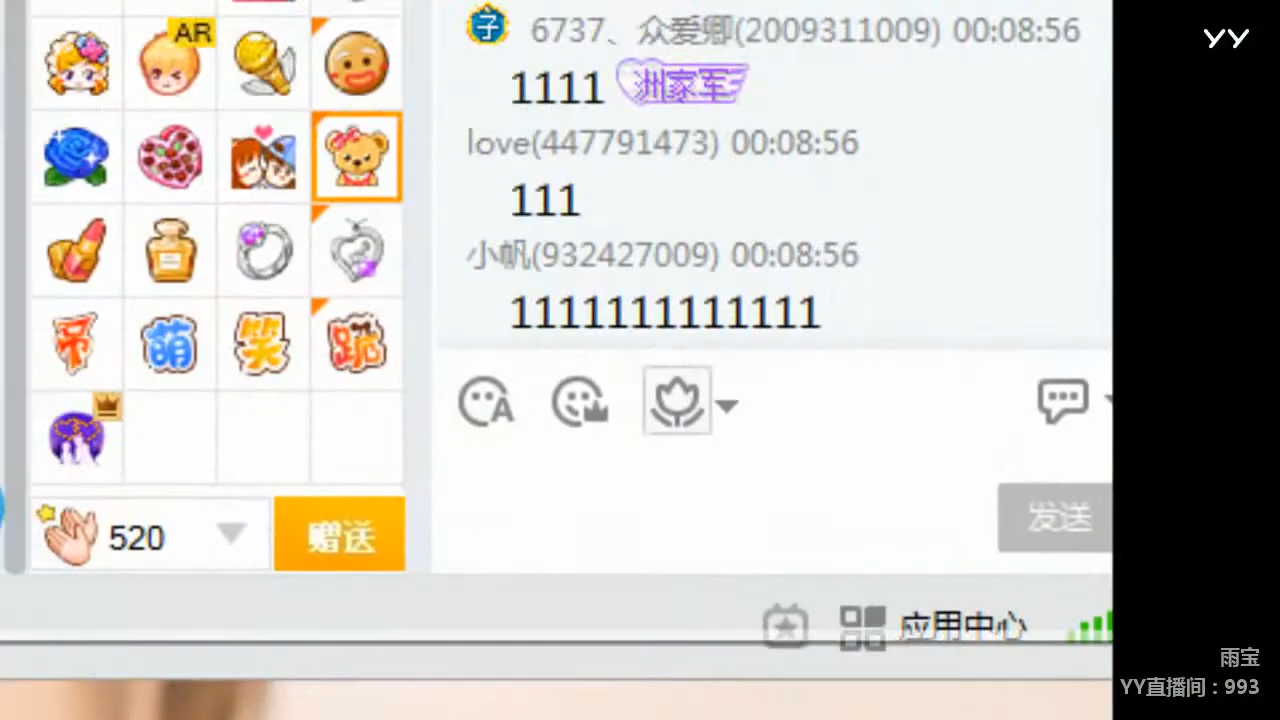 AR
吊
萌
笑
跪
520
赠送
子
6737、众爱卿(2009311009) 00:08:56
1111 洲家军
love(447791473) 00:08:56
111
小帆(932427009) 00:08:56
1111111111111
A
发送
应用中心
YY
雨宝
YY直播间：993